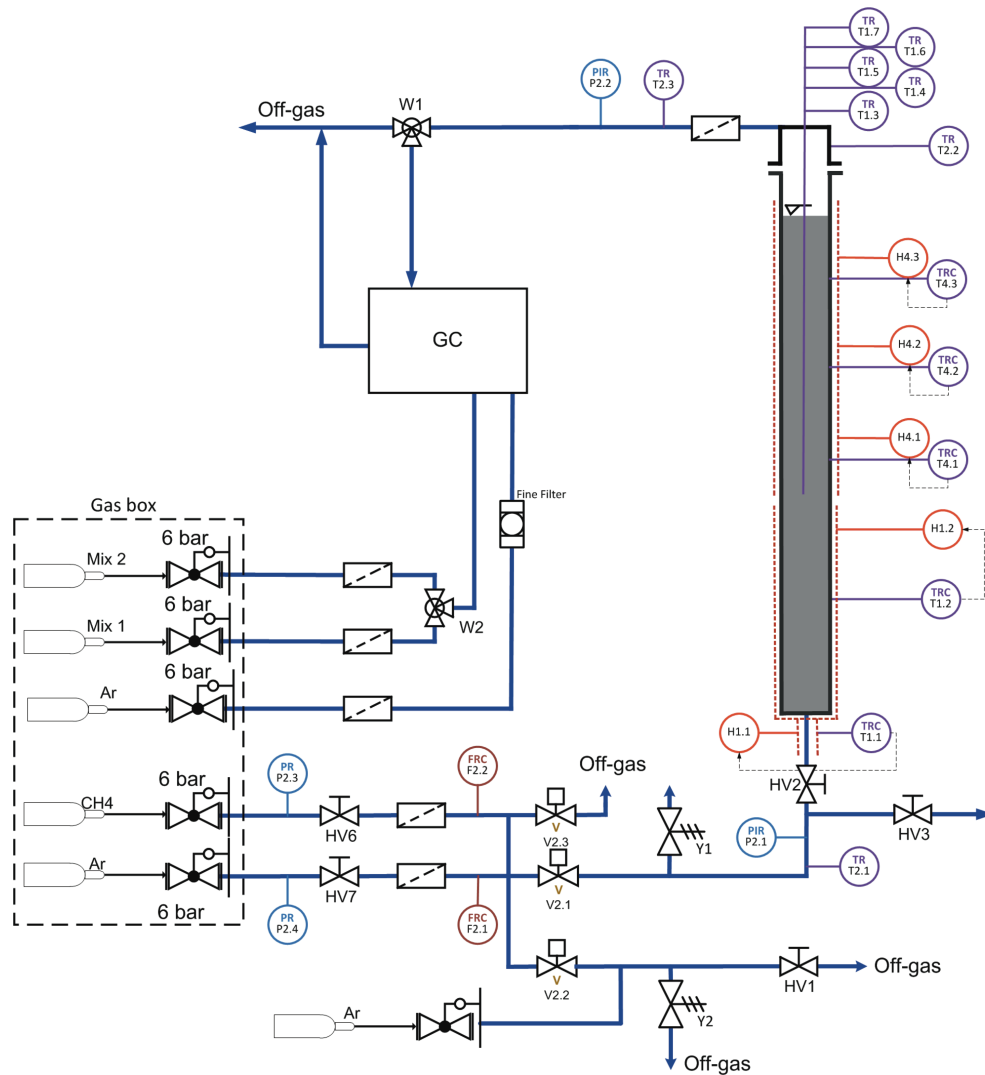 TR
T1.7
TR
T1.6
TR
T1.5
TR
T1.4
TR
T1.3
PIR
P2.2
TR
T2.3
Off-gas
W1
TR
T2.2
H4.3
TRC
T4.3
GC
H4.2
TRC
T4.2
H4.1
TRC
T4.1
Fine Filter
Gas box
6 bar
Mix 2
H1.2
6 bar
Mix 1
W2
TRC
T1.2
6 bar
Ar
H1.1
TRC
T1.1
6 bar
CH4
PR
P2.3
FRC
F2.2
Off-gas
HV2
HV6
V
V2.3
Y1
PIR
P2.1
HV3
Ar
6 bar
HV7
V
V2.1
TR
T2.1
PR
P2.4
FRC
F2.1
V
V2.2
HV1
Off-gas
Ar
Y2
Off-gas